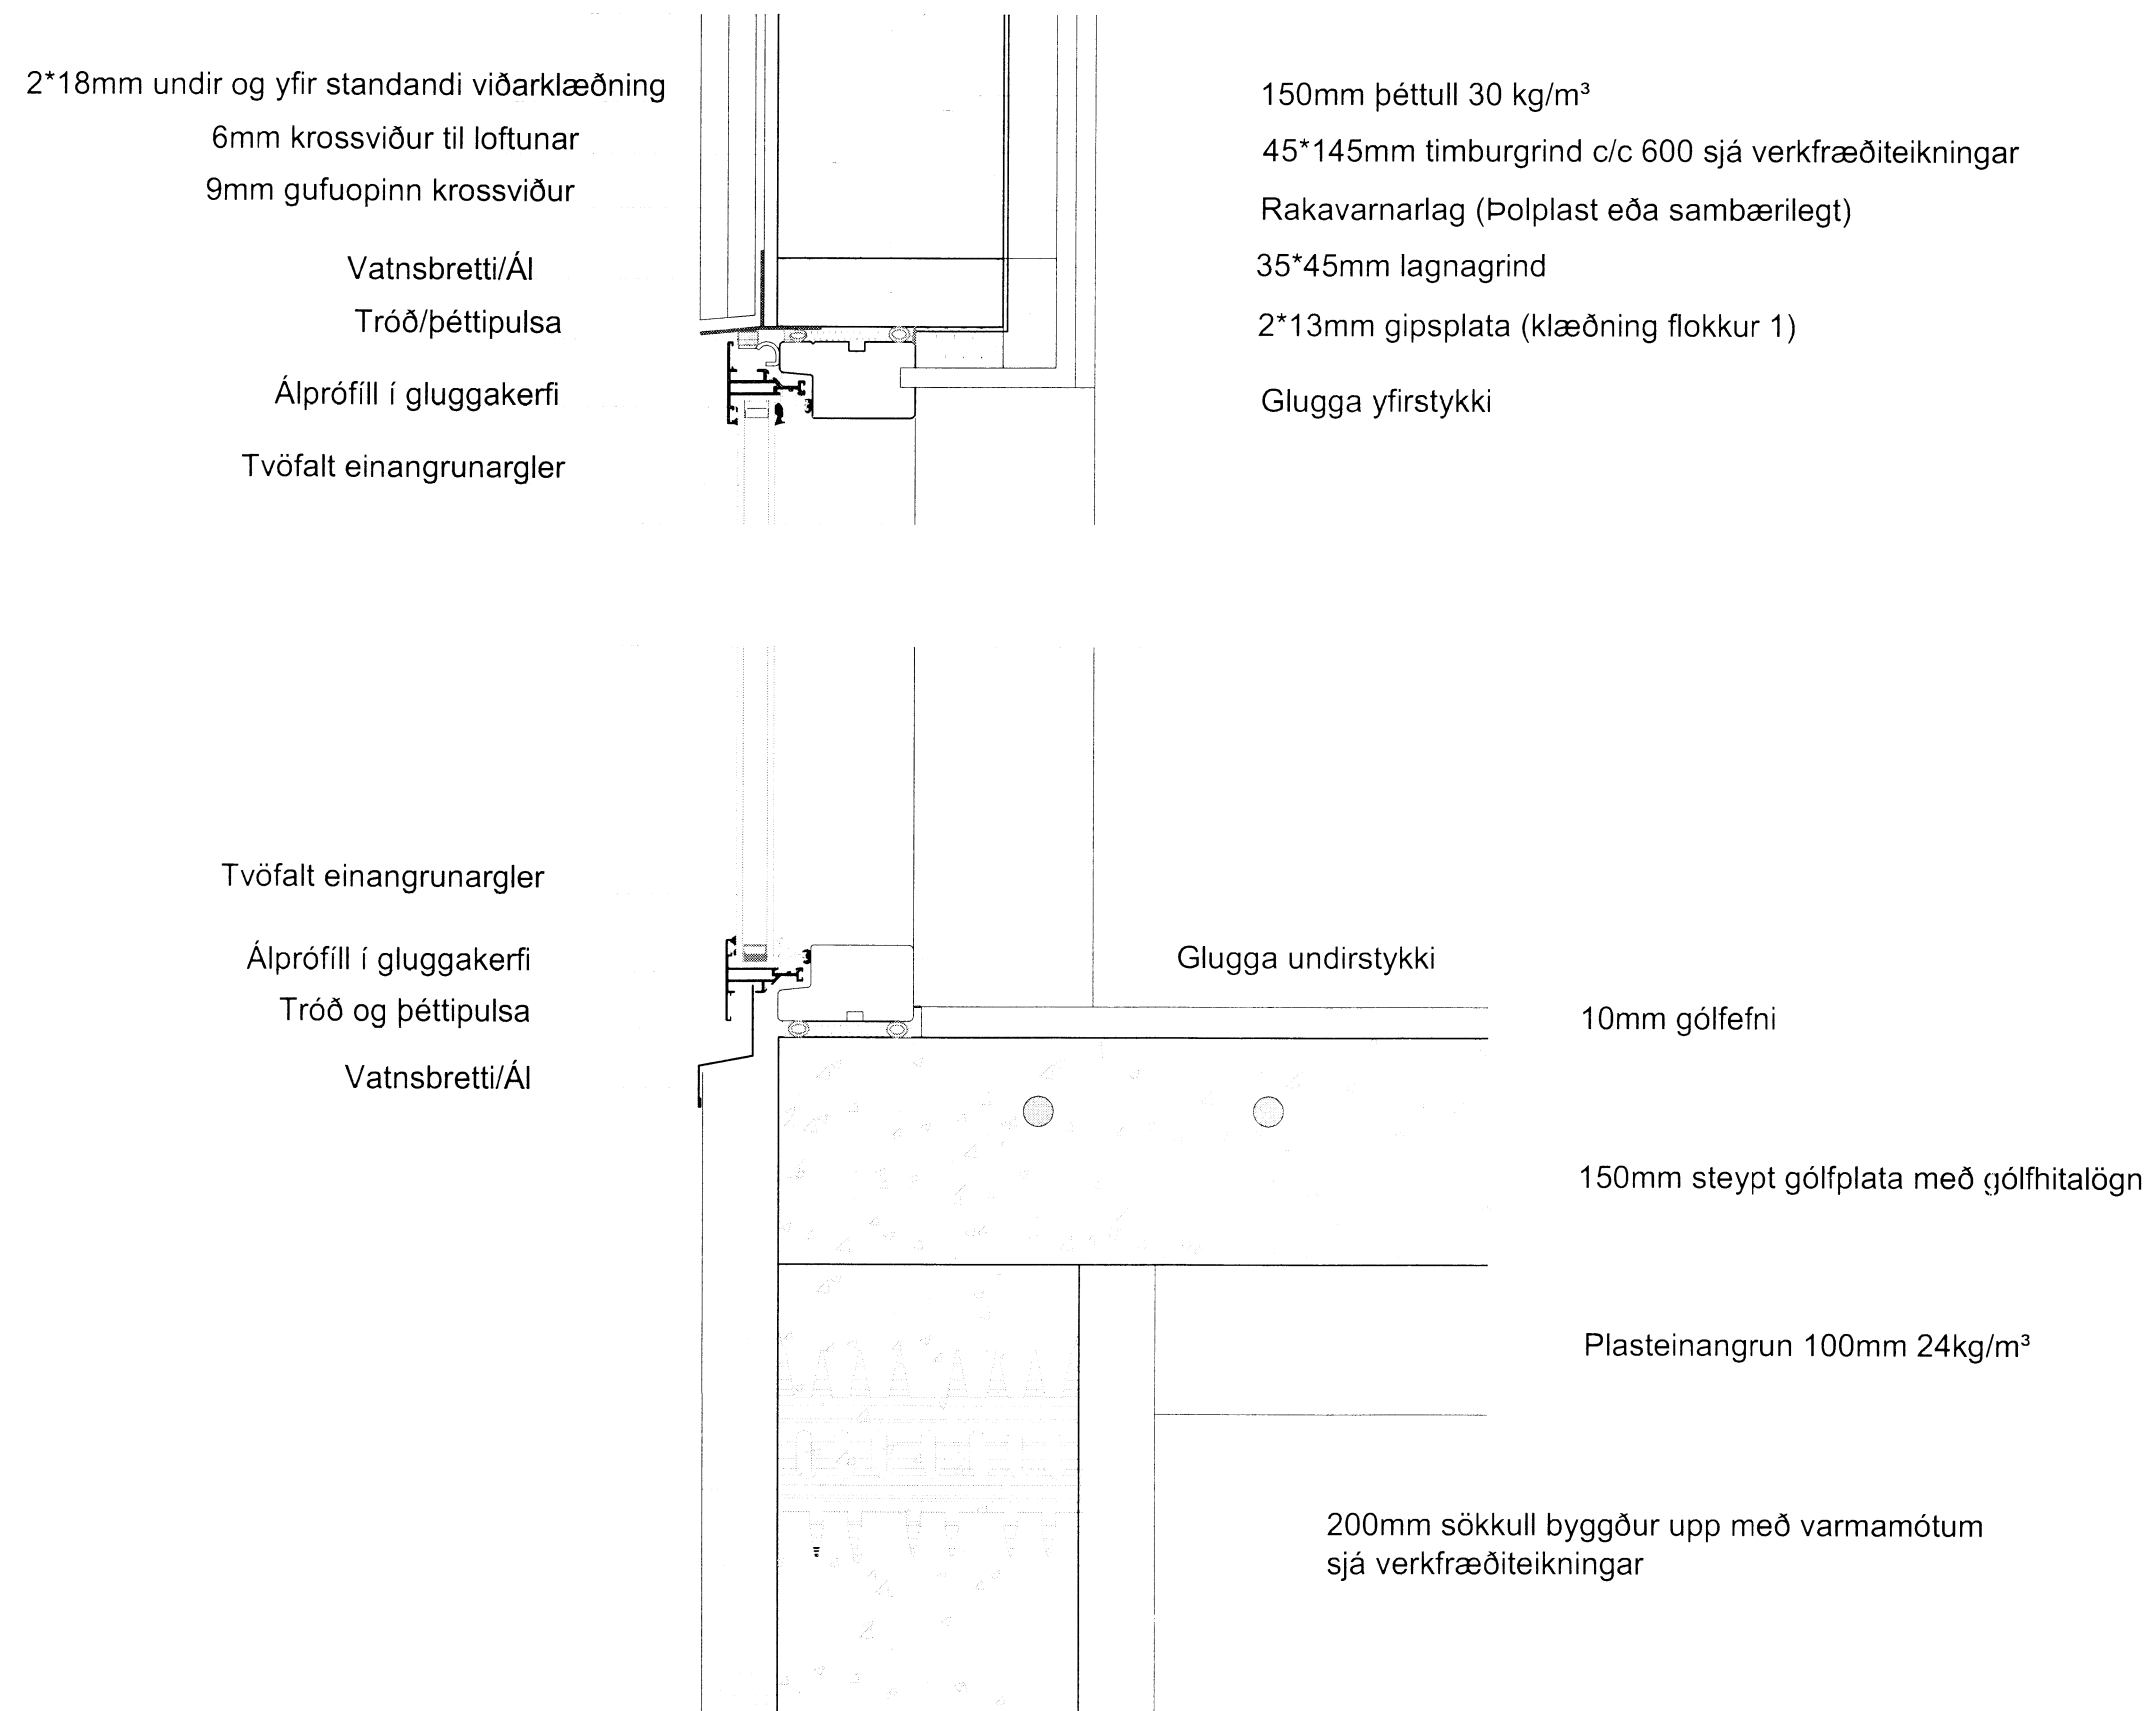 2*18mm undir og yfir standandi viðarklæðning
6mm krossviður til loftunar
9mm gufuopinn krossviður
Vatnsbretti/Ál
Tróð/þéttipulsa
Álprófíll í gluggakerfi
Tvöfalt einangrunargler
150mm þéttull 30 kg/m³
45*145mm timburgrind c/c 600 sjá verkfræðiteikningar
Rakavarnarlag (Þolplast eða sambærilegt)
35*45mm lagnagrind
2*13mm gipsplata (klæðning flokkur 1)
Glugga yfirstykki
Tvöfalt einangrunargler
Álprófíll í gluggakerfi
Tróð og þéttipulsa
Vatnsbretti/Ál
Glugga undirstykki
10mm gólfefni
150mm steypt gólfplata með gólfhitalögn
Plasteinangrun 100mm 24kg/m³
200mm sökkull byggður upp með varmamótum
sjá verkfræðiteikningar